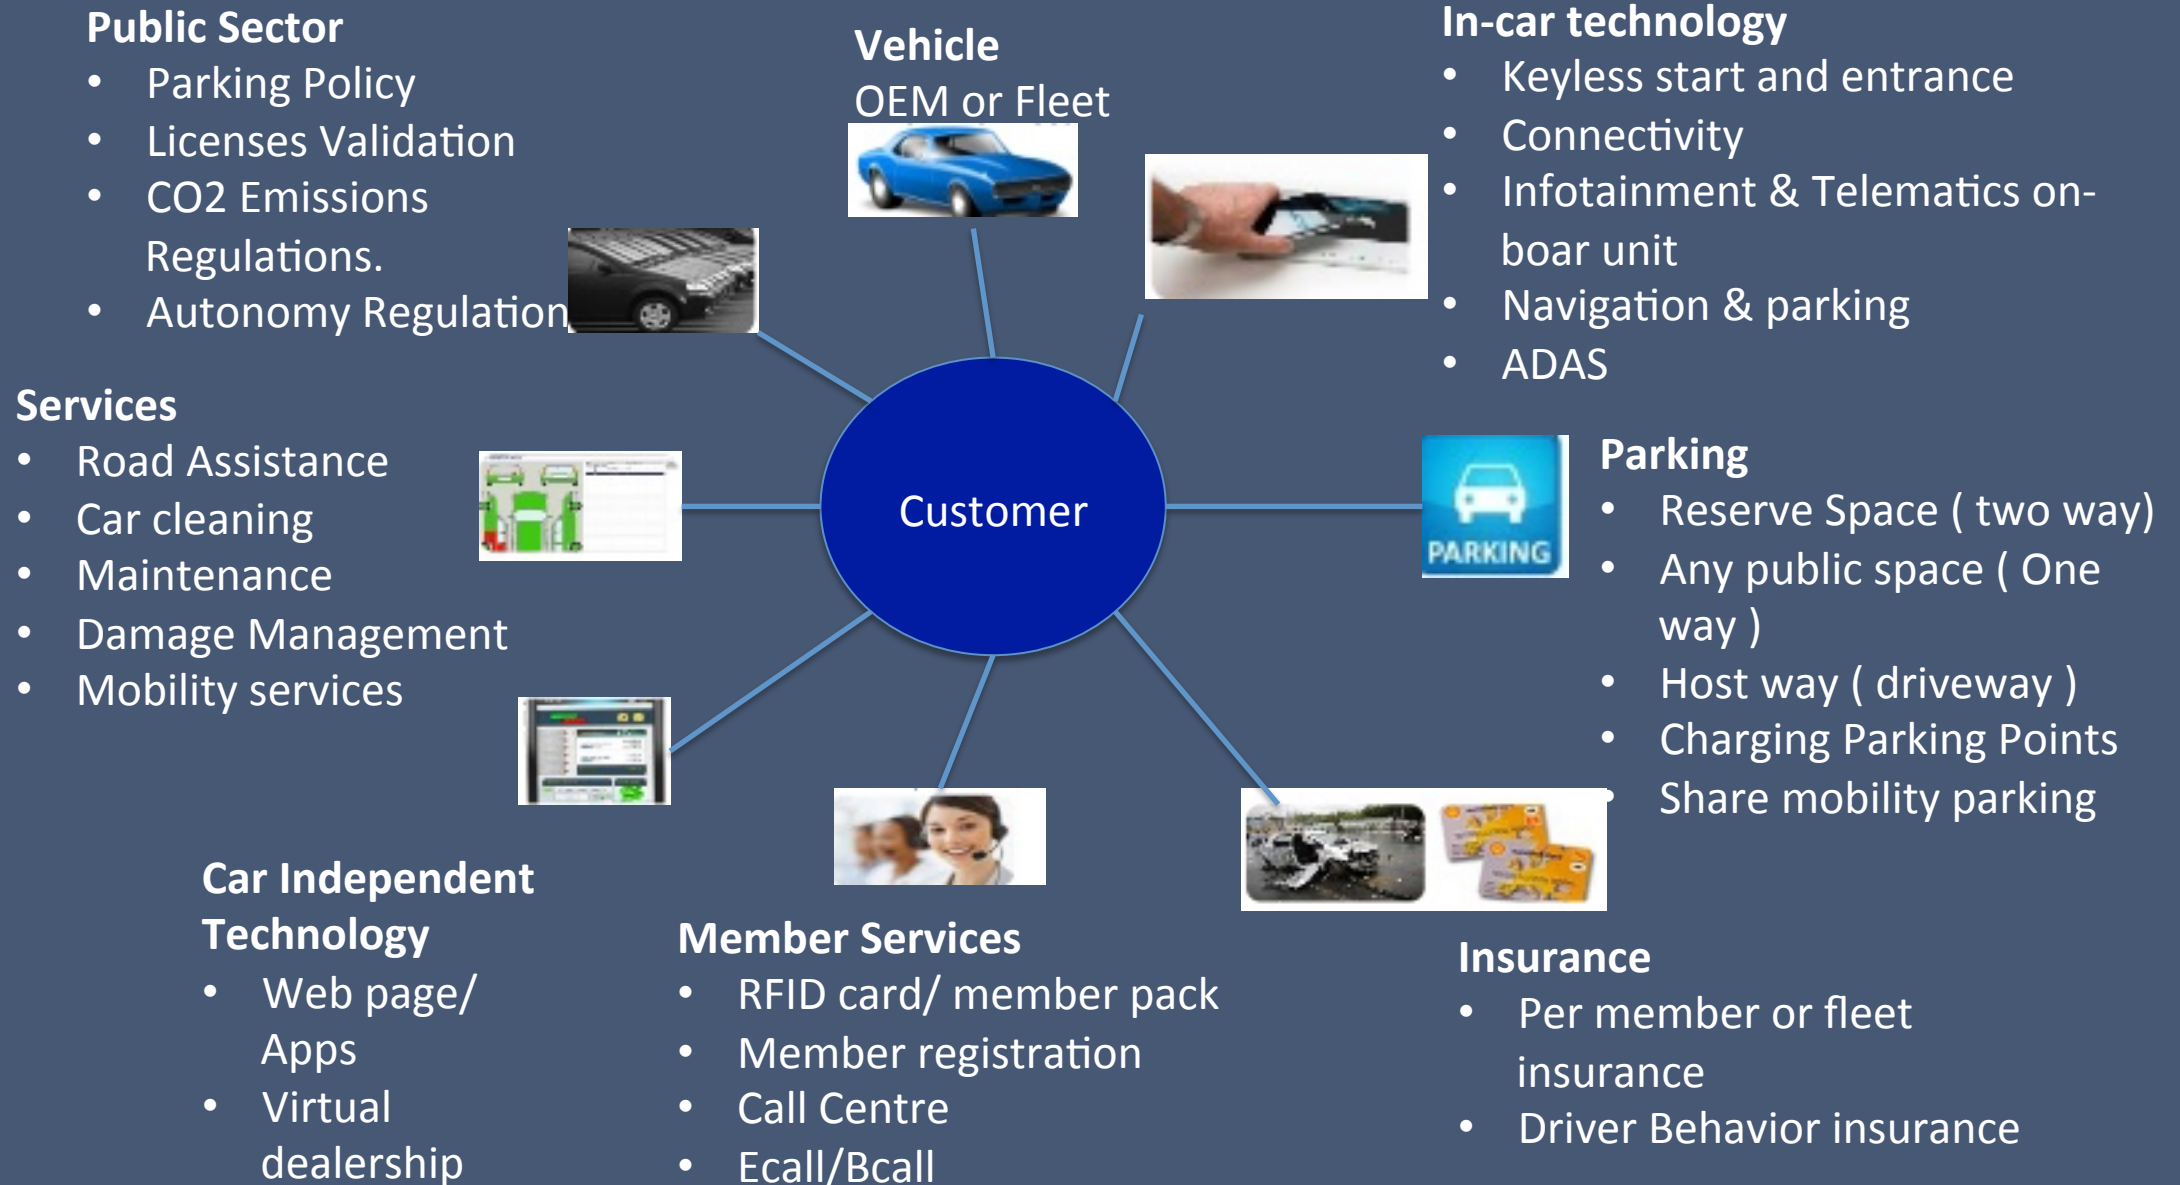 Public Sector
• Parking Policy
• Licenses Validation
• CO2 Emissions
Regulations.
• Autonomy Regulation
Vehicle
OEM or Fleet
In-car technology
• Keyless start and entrance
• Connectivity
• Infotainment & Telematics on-
boar unit
• Navigation & parking
• ADAS
Services
• Road Assistance
• Car cleaning
• Maintenance
• Damage Management
• Mobility services
Customer
PARKING
Parking
• Reserve Space ( two way)
• Any public space ( One
way )
• Host way ( driveway )
• Charging Parking Points
• Share mobility parking
Car Independent
Technology
• Web page/
Apps
• Virtual
dealership
Member Services
• RFID card/ member pack
• Member registration
• Call Centre
• Ecall/Bcall
Insurance
• Per member or fleet
insurance
• Driver Behavior insurance